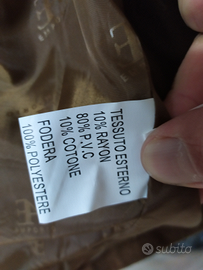 TESSUTO ESTERNO
10% RAYON
80% P.V.C
10% COTONE
FODERA
100% POLYESTERE
subito